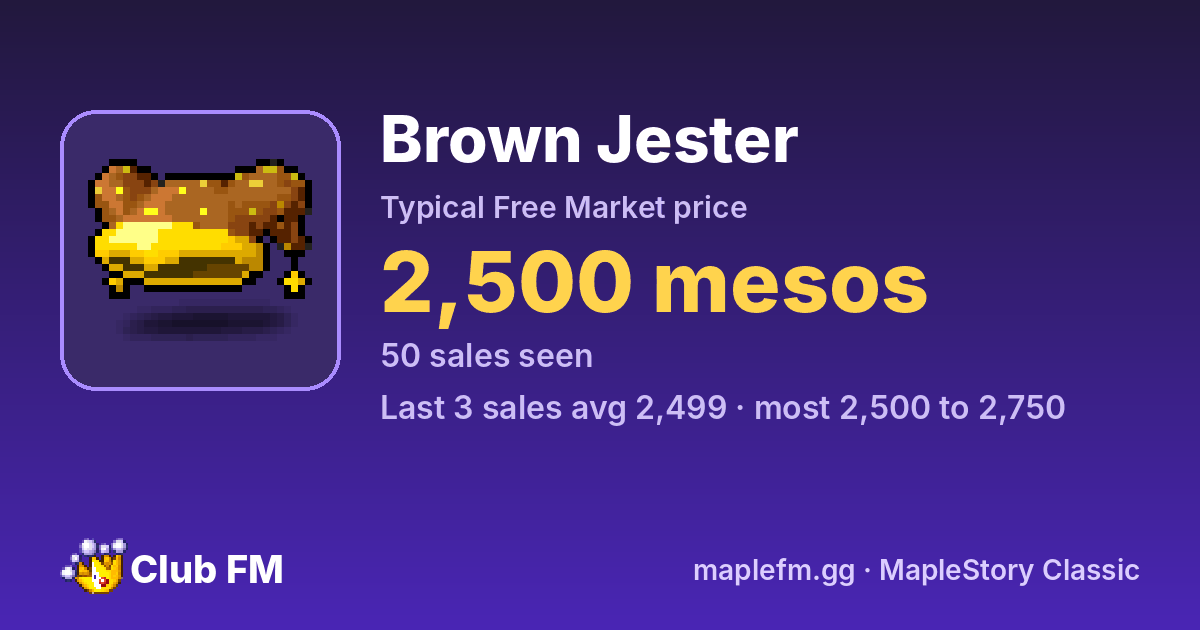 Brown Jester
Typical Free Market price
2,500 mesos
50 sales seen
Last 3 sales avg 2,499 · most 2,500 to 2,750
Club FM
maplefm.gg · MapleStory Classic